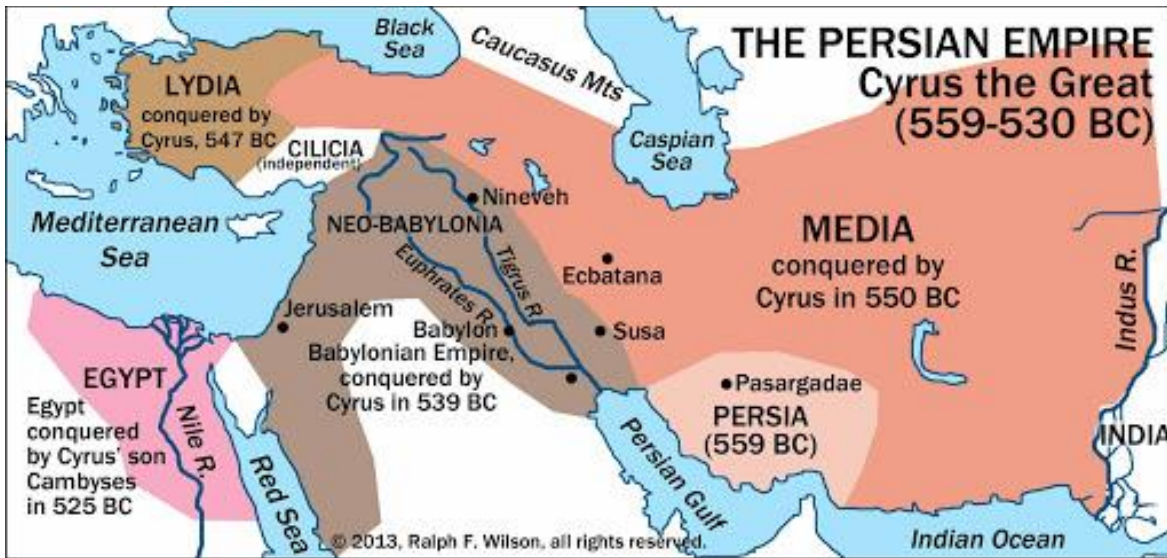 THE PERSIAN EMPIRE
Cyrus the Great
(559-530 BC)
Black
Sea
Caucasus Mts
Caspian
Sea
LYDIA
conquered by
Cyrus, 547 BC
CILICIA
(independent)
Mediterranean
Sea
NEO-BABYLONIA
Nineveh
Tigrus R.
Euphrates R.
Ecbatana
MEDIA
conquered by
Cyrus in 550 BC
Indus R.
Jerusalem
Babylon
Susa
Babylonian Empire,
conquered by
Cyrus in 539 BC
EGYPT
Egypt
conquered
by Cyrus' son
Cambyses
in 525 BC
Nile R.
Red Sea
Pasargadae
PERSIA
(559 BC)
Persian Gulf
INDIA
Indian Ocean
© 2013, Ralph F. Wilson, all rights reserved.